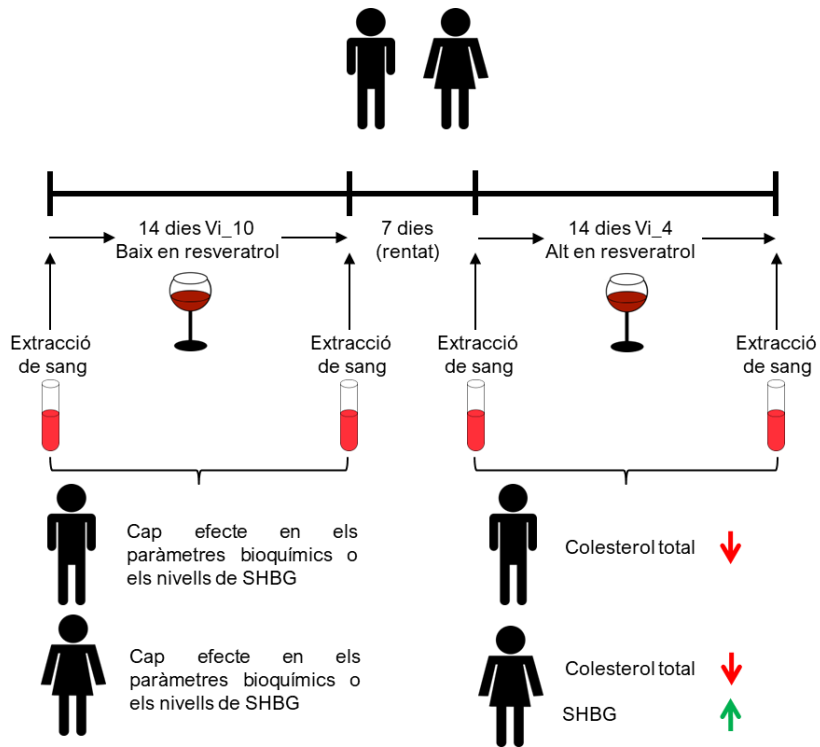 14 dies Vi_10
Baix en resveratrol
7 dies
(rentat)
14 dies Vi_4
Alt en resveratrol
Extracció
de sang
Extracció
de sang
Extracció
de sang
Extracció
de sang
Cap efecte en els
paràmetres bioquímics o
els nivells de SHBG
Colesterol total
Cap efecte en els
paràmetres bioquímics o
els nivells de SHBG
Colesterol total
SHBG